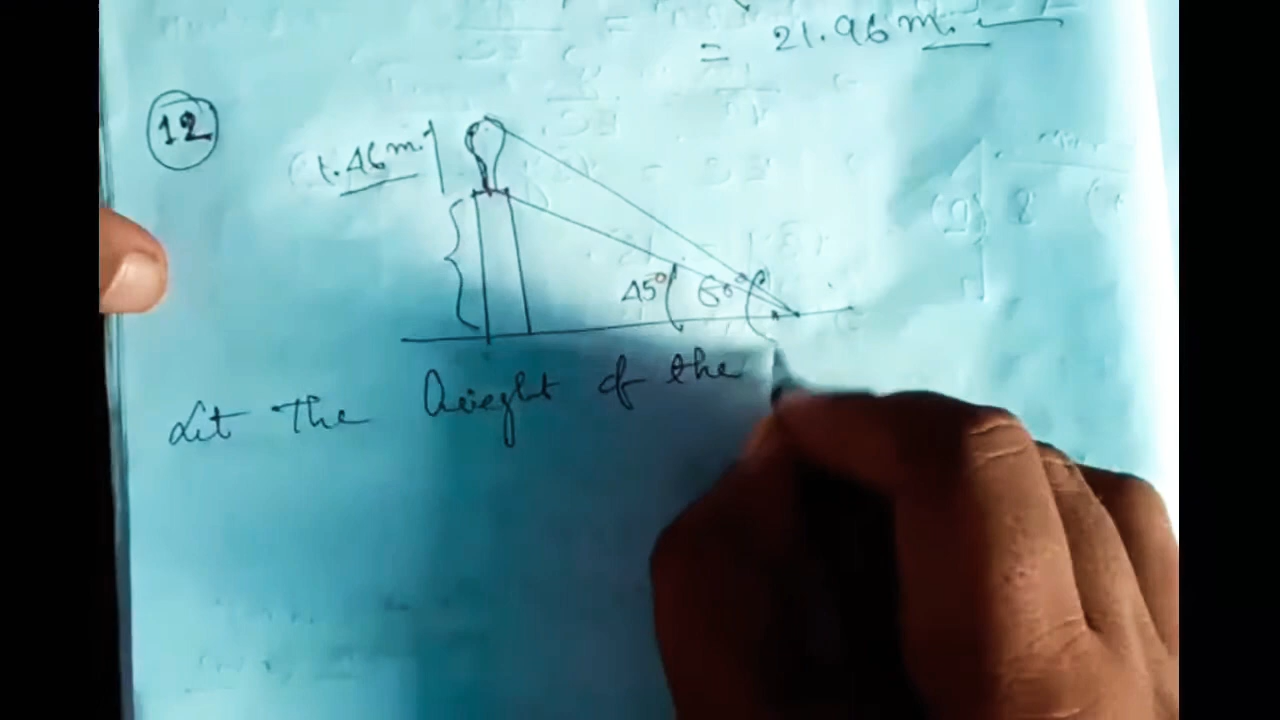 = 21.96 m.
12
1.46 m.
45° 60°
Let The height of the